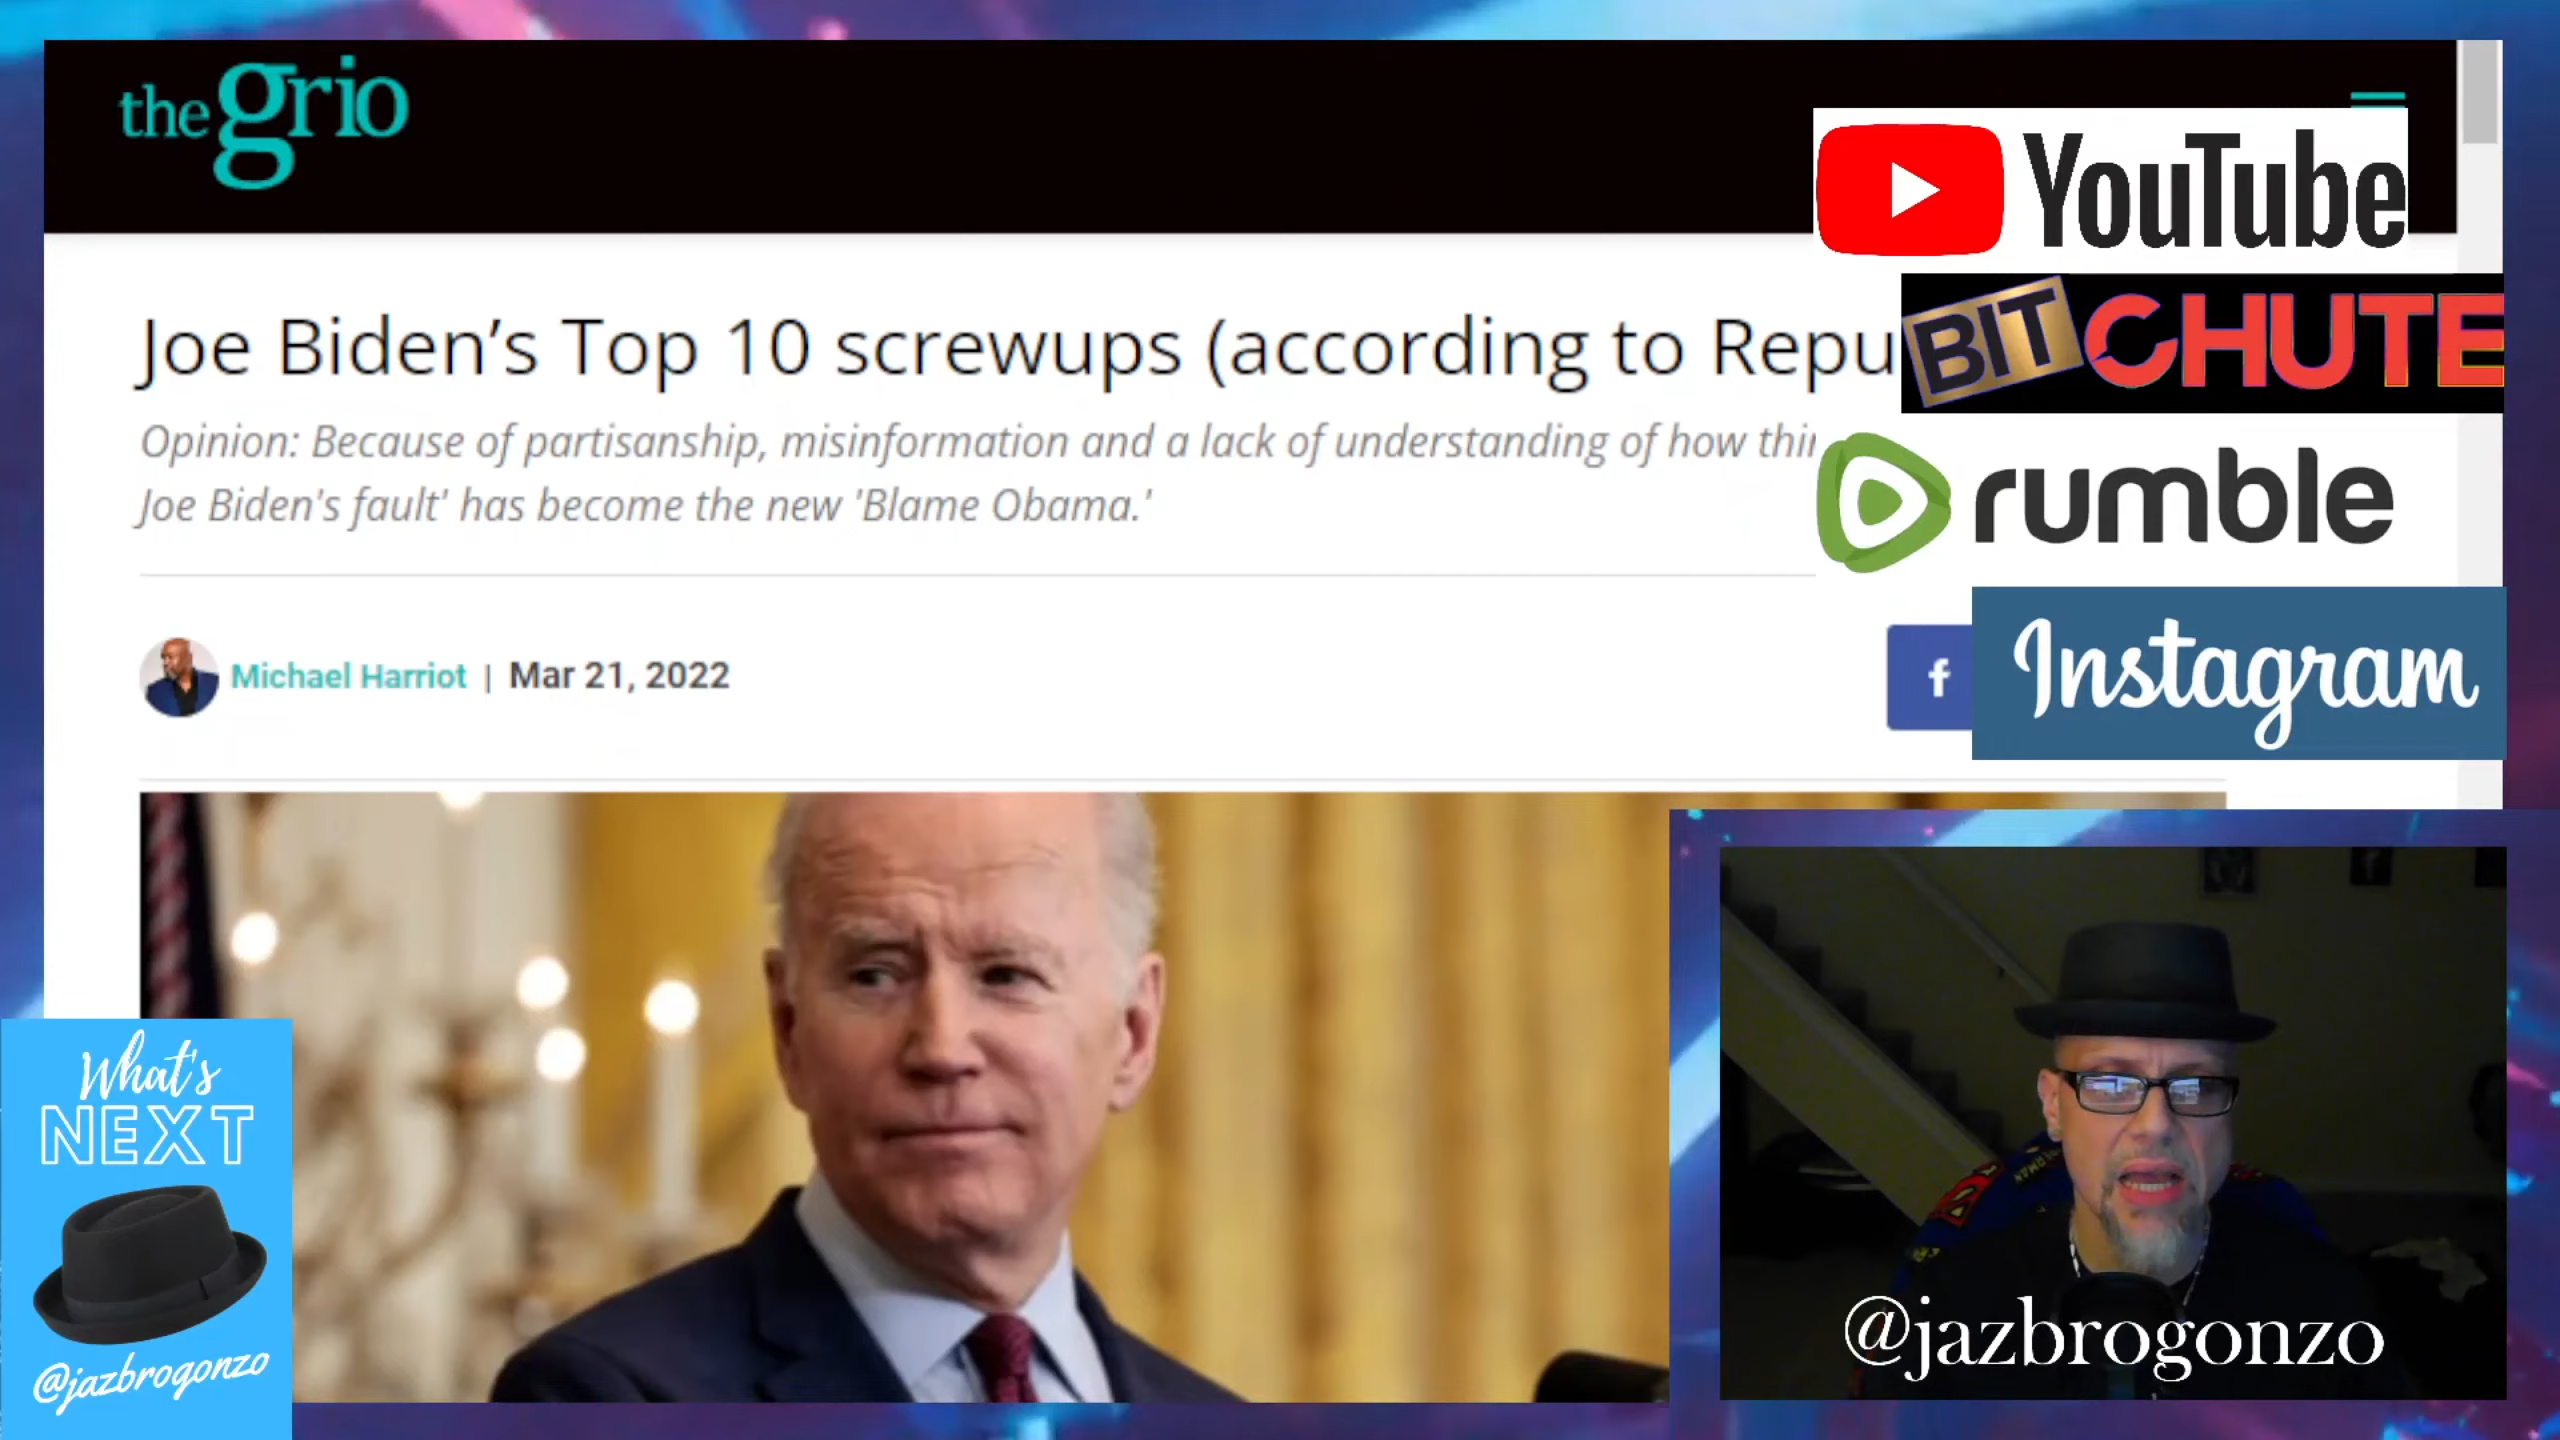 the grio
YouTube
BITCHUTE
Joe Biden's Top 10 screwups (according to Repu
Opinion: Because of partisanship, misinformation and a lack of understanding of how
Joe Biden's fault' has become the new 'Blame Obama.'
rumble
Michael Harriot | Mar 21, 2022
f
Instagram
What's
NEXT
@jazbrogonzo
@jazbrogonzo